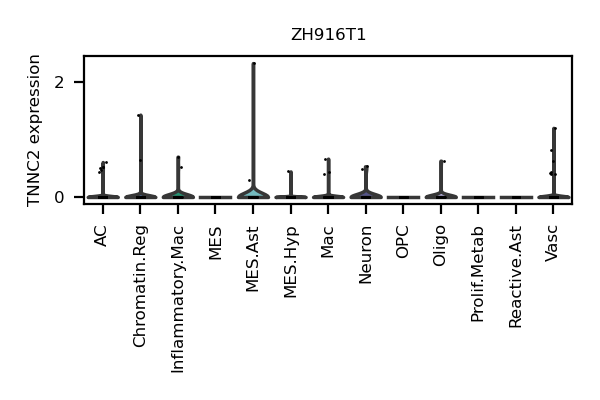 ZH916T1
TNNC2 expression
2
0
AC
Chromatin.Reg
Inflammatory.Mac
MES
MES.Ast
MES.Hyp
Mac
Neuron
OPC
Oligo
Prolif.Metab
Reactive.Ast
Vasc